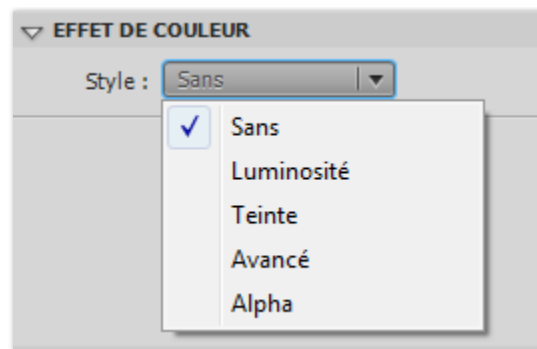 EFFET DE COULEUR
Style : Sans
Sans
Luminosité
Teinte
Avancé
Alpha